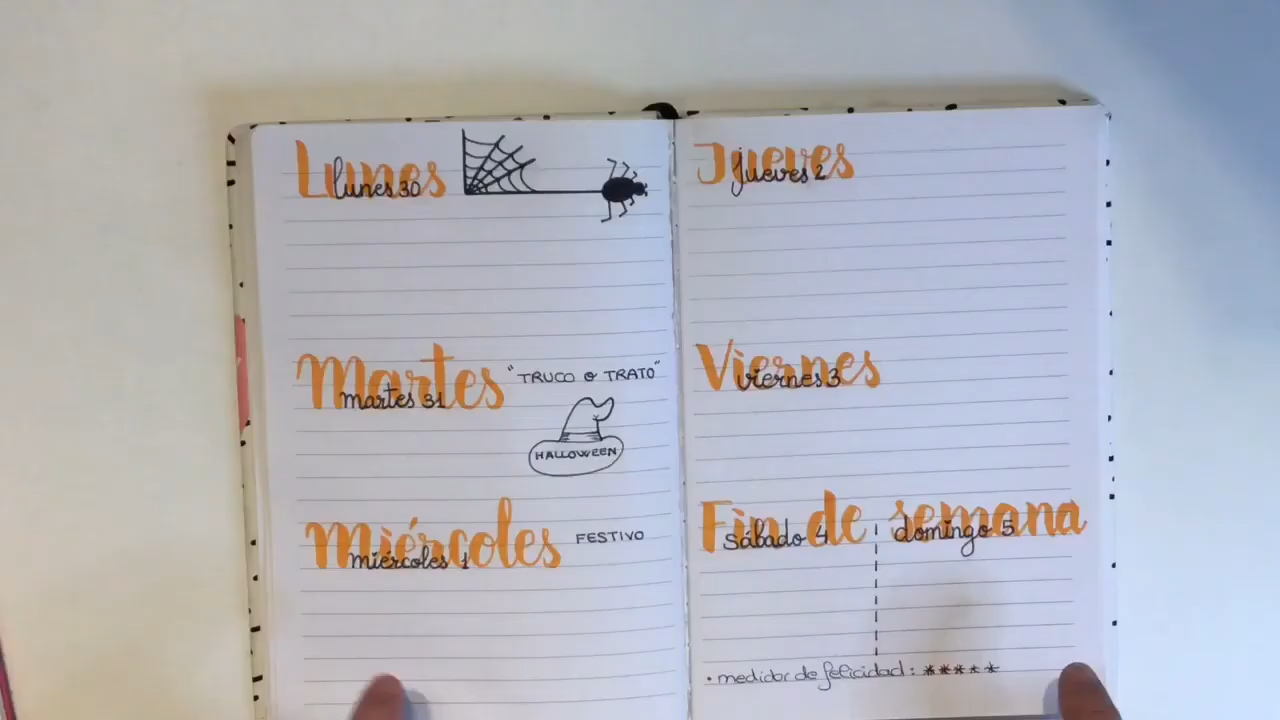 Lunes
lunes 30
Martes
martes 31
"TRUCO o TRATO"
HALLOWEEN
Miércoles
miércoles 1
FESTIVO
Jueves
jueves 2
Viernes
viernes 3
Fin de semana
sábado 4
domingo 5
• medidor de felicidad: *****